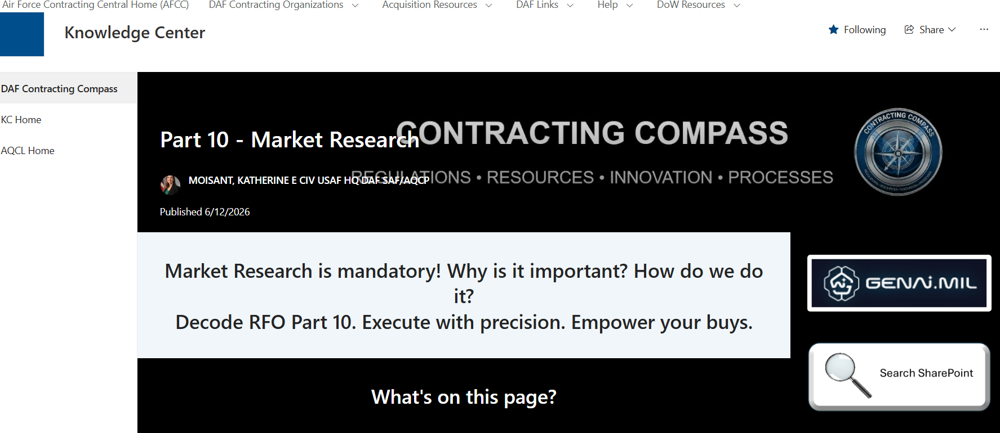 Air Force Contracting Central Home (AFCC) DAF Contracting Organizations Acquisition Resources DAF Links Help DoW Resources
Knowledge Center
Following Share
DAF Contracting Compass
KC Home
AQCL Home
CONTRACTING COMPASS
Part 10 - Market Research
REGULATIONS • RESOURCES • INNOVATION • PROCESSES
MOISANT, KATHERINE E CIV USAF HQ DAF SAF/AQCP
Published 6/12/2026
CONTRACTING COMPASS
REGULATIONS • RESOURCES • INNOVATION • PROCESSES
Market Research is mandatory! Why is it important? How do we do
it?
Decode RFO Part 10. Execute with precision. Empower your buys.
GENAI.MIL
Search SharePoint
What's on this page?